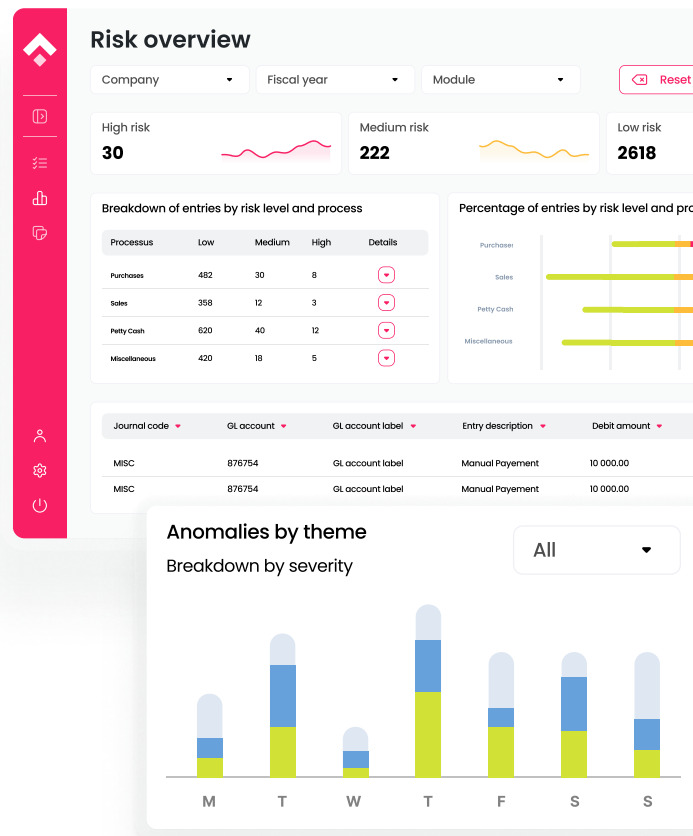 Risk overview
Company
Fiscal year
Module
Reset
High risk
30
Medium risk
222
Low risk
2618
Breakdown of entries by risk level and process
Processus Low Medium High Details
Purchases 482 30 8
Sales 358 12 3
Petty Cash 620 40 12
Miscellaneous 420 18 5
Percentage of entries by risk level and pro
Purchases
Sales
Petty Cash
Miscellaneous
Journal code GL account GL account label Entry description Debit amount
MISC 876754 GL account label Manual Payement 10 000.00
MISC 876754 GL account label Manual Payement 10 000.00
Anomalies by theme
Breakdown by severity
All
M T W T F S S